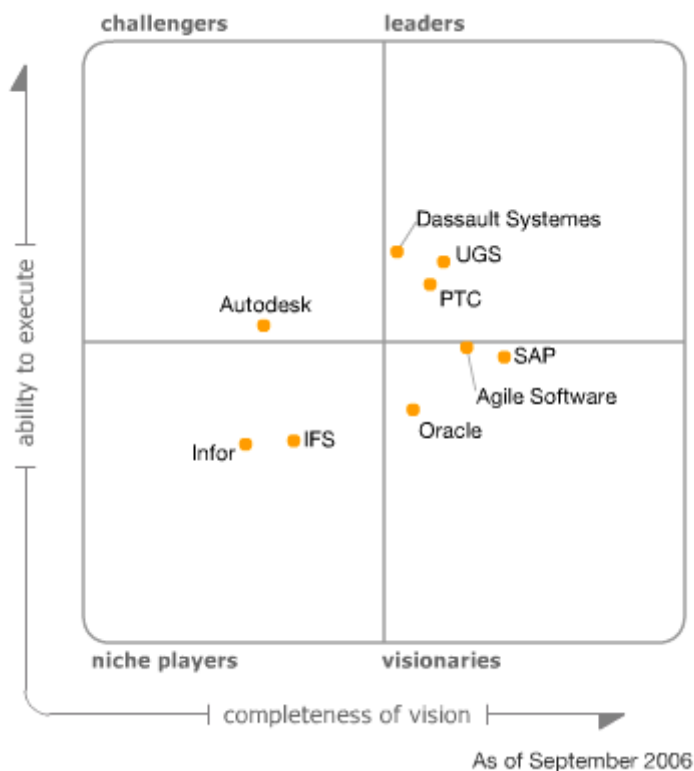 challengers
leaders
Dassault Systemes
UGS
PTC
Autodesk
SAP
Agile Software
Oracle
IFS
Infor
ability to execute
niche players
visionaries
completeness of vision
As of September 2006